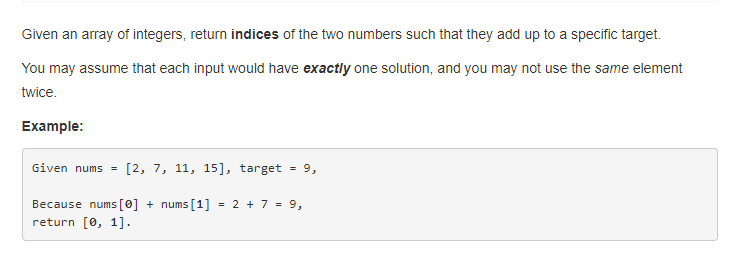 Given an array of integers, return indices of the two numbers such that they add up to a specific target.
You may assume that each input would have exactly one solution, and you may not use the same element
twice.
Example:
Given nums = [2, 7, 11, 15], target = 9,
Because nums[0] + nums[1] = 2 + 7 = 9,
return [0, 1].